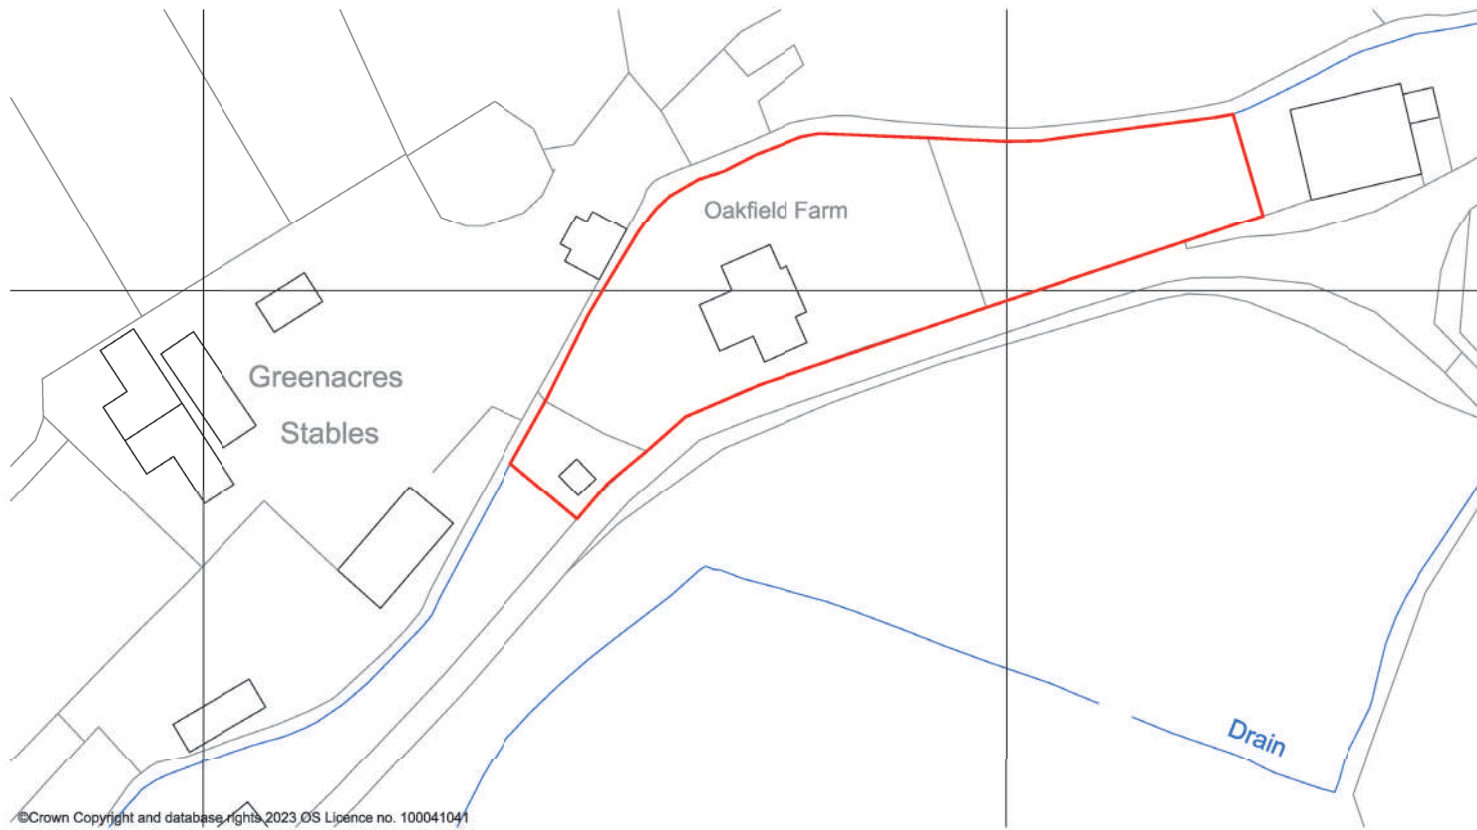 Oakfield Farm
Greenacres
Stables
Drain
©Crown Copyright and database rights 2023 OS Licence no. 100041041